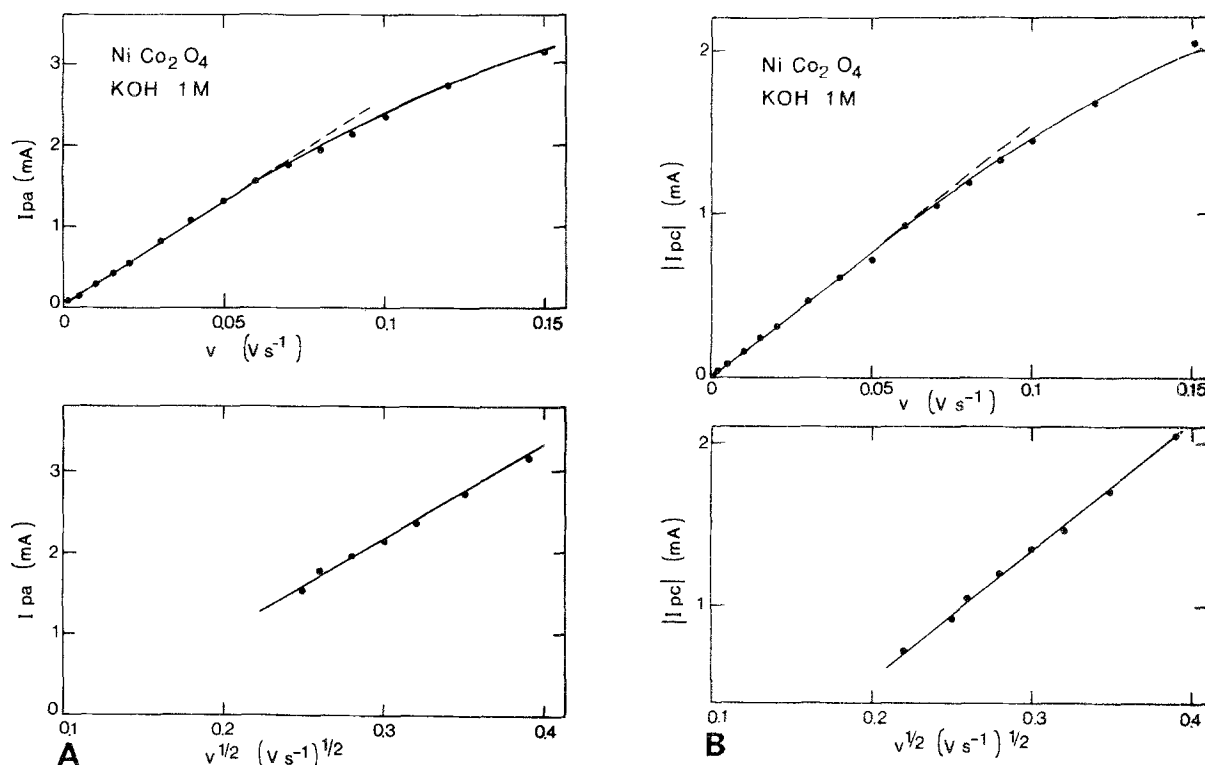 Ni Co₂ O₄
KOH 1M
Ipa (mA)
3
2
1
0
0 0,05 0.1 0.15
v (V s⁻¹)
I pa (mA)
3
2
1
0
0.1 0.2 0.3 0.4
v^1/2 (V s⁻¹)^1/2
A
Ni Co₂ O₄
KOH 1M
|Ipc| (mA)
2
1
0
0 0.05 0.1 0.15
v (V s⁻¹)
|Ipc| (mA)
2
1
0.1 0.2 0.3 0.4
v^1/2 (V s⁻¹)^1/2
B